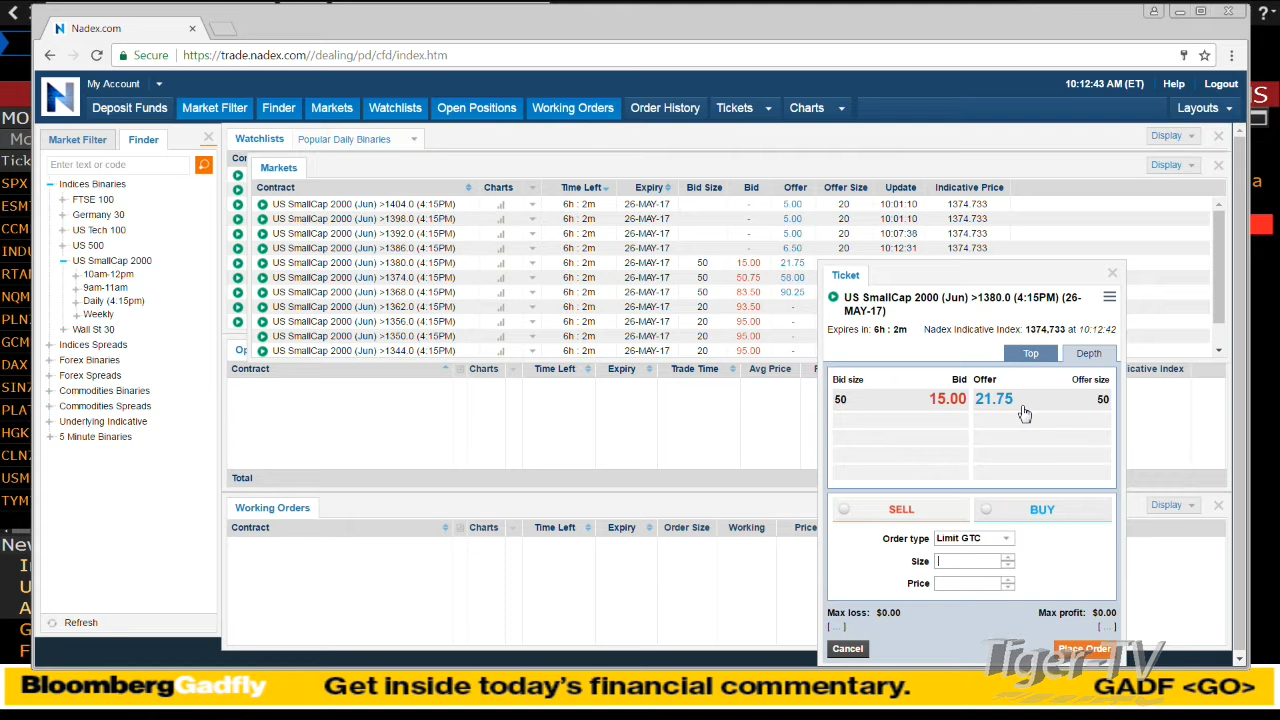 Nadex.com
Secure https://trade.nadex.com//dealing/pd/cfd/index.htm
My Account 10:12:43 AM (ET) Help Logout
Deposit Funds Market Filter Finder Markets Watchlists Open Positions Working Orders Order History Tickets Charts Layouts
Market Filter Finder
Enter text or code
Indices Binaries
FTSE 100
Germany 30
US Tech 100
US 500
US SmallCap 2000
10am-12pm
9am-11am
Daily (4:15pm)
Weekly
Wall St 30
Indices Spreads
Forex Binaries
Forex Spreads
Commodities Binaries
Commodities Spreads
Underlying Indicative
5 Minute Binaries
Refresh
Watchlists Popular Daily Binaries Display
Markets Display
Contract Charts Time Left Expiry Bid Size Bid Offer Offer Size Update Indicative Price
US SmallCap 2000 (Jun) >1404.0 (4:15PM) 6h : 2m 26-MAY-17 - 5.00 20 10:01:10 1374.733
US SmallCap 2000 (Jun) >1398.0 (4:15PM) 6h : 2m 26-MAY-17 - 5.00 20 10:01:10 1374.733
US SmallCap 2000 (Jun) >1392.0 (4:15PM) 6h : 2m 26-MAY-17 - 5.00 20 10:07:38 1374.733
US SmallCap 2000 (Jun) >1386.0 (4:15PM) 6h : 2m 26-MAY-17 - 6.50 20 10:12:31 1374.733
US SmallCap 2000 (Jun) >1380.0 (4:15PM) 6h : 2m 26-MAY-17 50 15.00 21.75
US SmallCap 2000 (Jun) >1374.0 (4:15PM) 6h : 2m 26-MAY-17 50 50.75 58.00
US SmallCap 2000 (Jun) >1368.0 (4:15PM) 6h : 2m 26-MAY-17 50 83.50 90.25
US SmallCap 2000 (Jun) >1362.0 (4:15PM) 6h : 2m 26-MAY-17 20 93.50 -
US SmallCap 2000 (Jun) >1356.0 (4:15PM) 6h : 2m 26-MAY-17 20 95.00 -
US SmallCap 2000 (Jun) >1350.0 (4:15PM) 6h : 2m 26-MAY-17 20 95.00 -
US SmallCap 2000 (Jun) >1344.0 (4:15PM) 6h : 2m 26-MAY-17 20 95.00 -
Contract Charts Time Left Expiry Trade Time Avg Price
Total
Working Orders Display
Contract Charts Time Left Expiry Order Size Working Price
Ticket
US SmallCap 2000 (Jun) >1380.0 (4:15PM) (26-
MAY-17)
Expires in: 6h : 2m Nadex Indicative Index: 1374,733 at 10:12:42
Top Depth
Bid size Bid Offer Offer size
50 15.00 21.75 50
SELL BUY
Order type Limit GTC
Size
Price
Max loss: $0.00 Max profit: $0.00
[ ... ] [ ... ]
Cancel Place Order
Tiger-TV
SPX
CCM
DAX
HGK
BloombergGadfly Get inside today's financial commentary. GADF <GO>